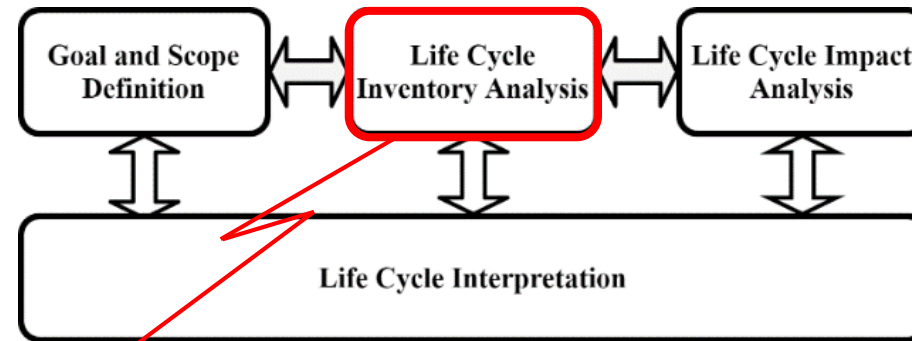 Goal and Scope
Definition
Life Cycle
Inventory Analysis
Life Cycle Impact
Analysis
Life Cycle Interpretation